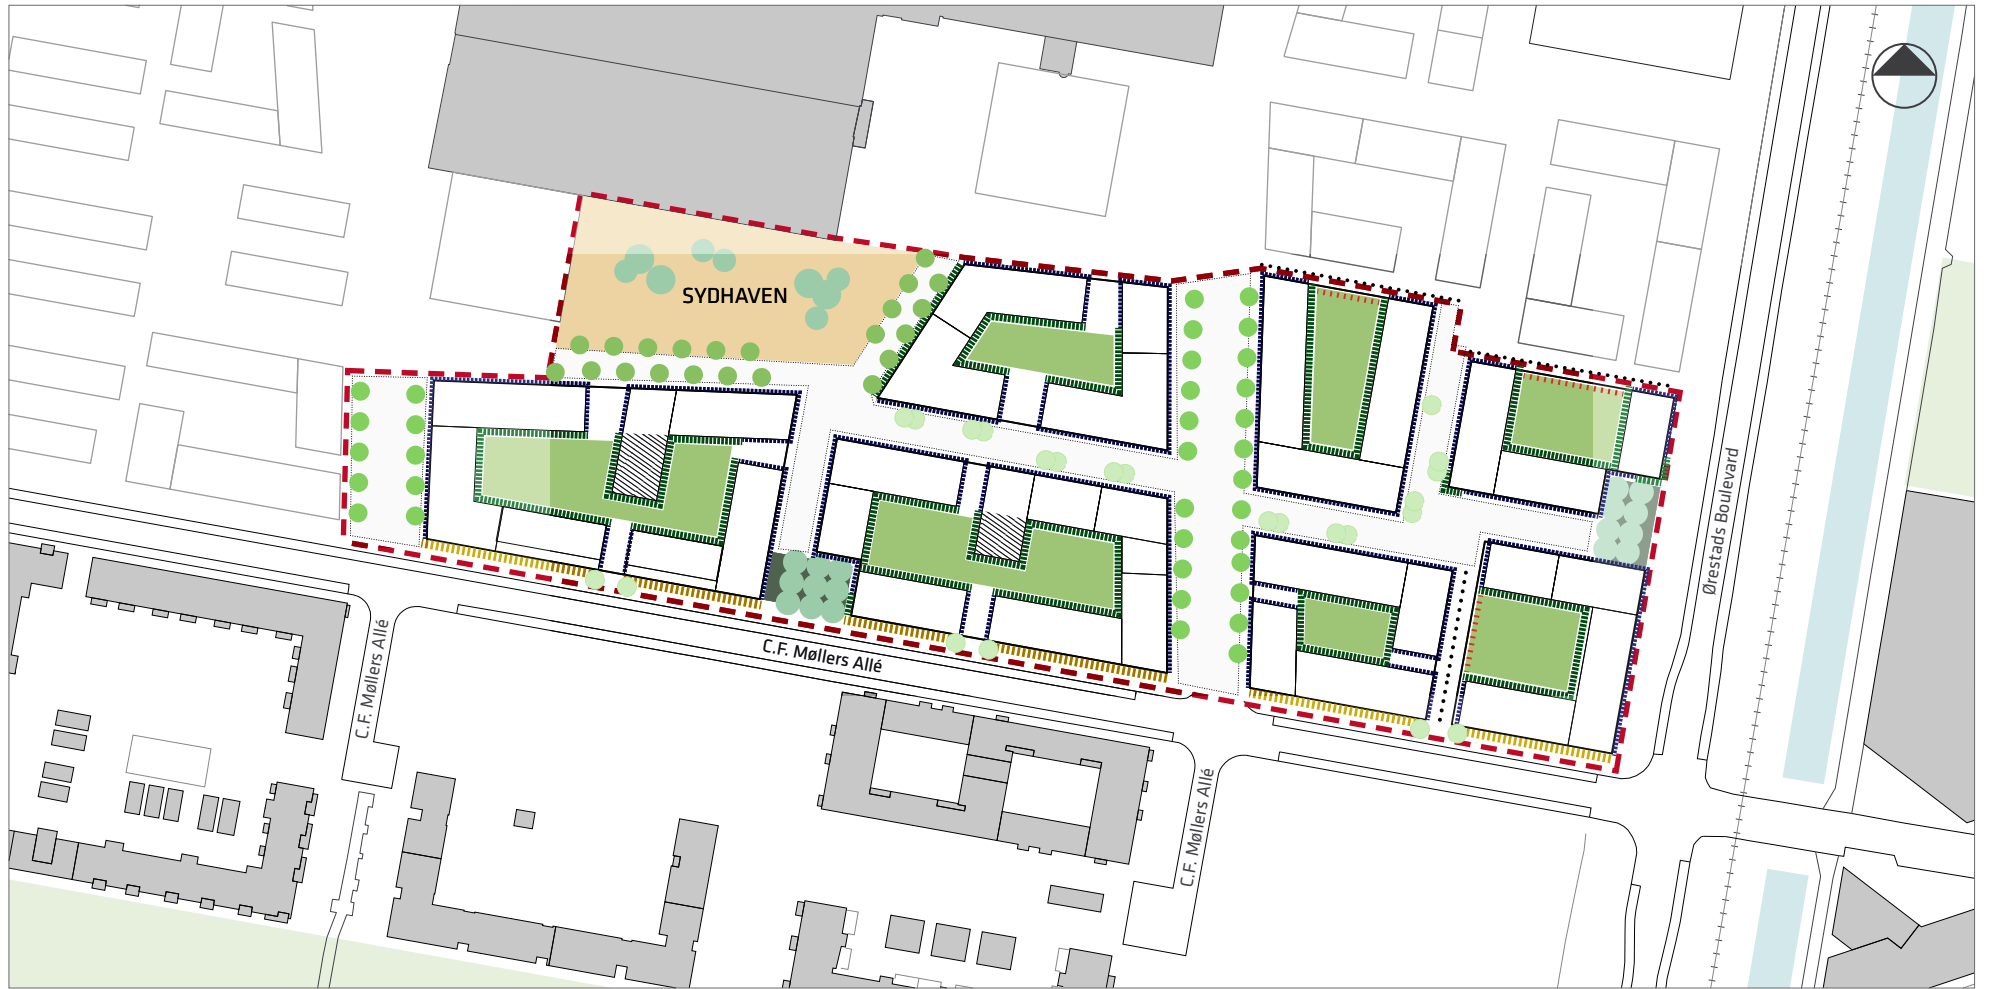 SYDHAVEN
Ørestads Boulevard
C.F. Møllers Allé
C.F. Møllers Allé
C.F. Møllers Allé